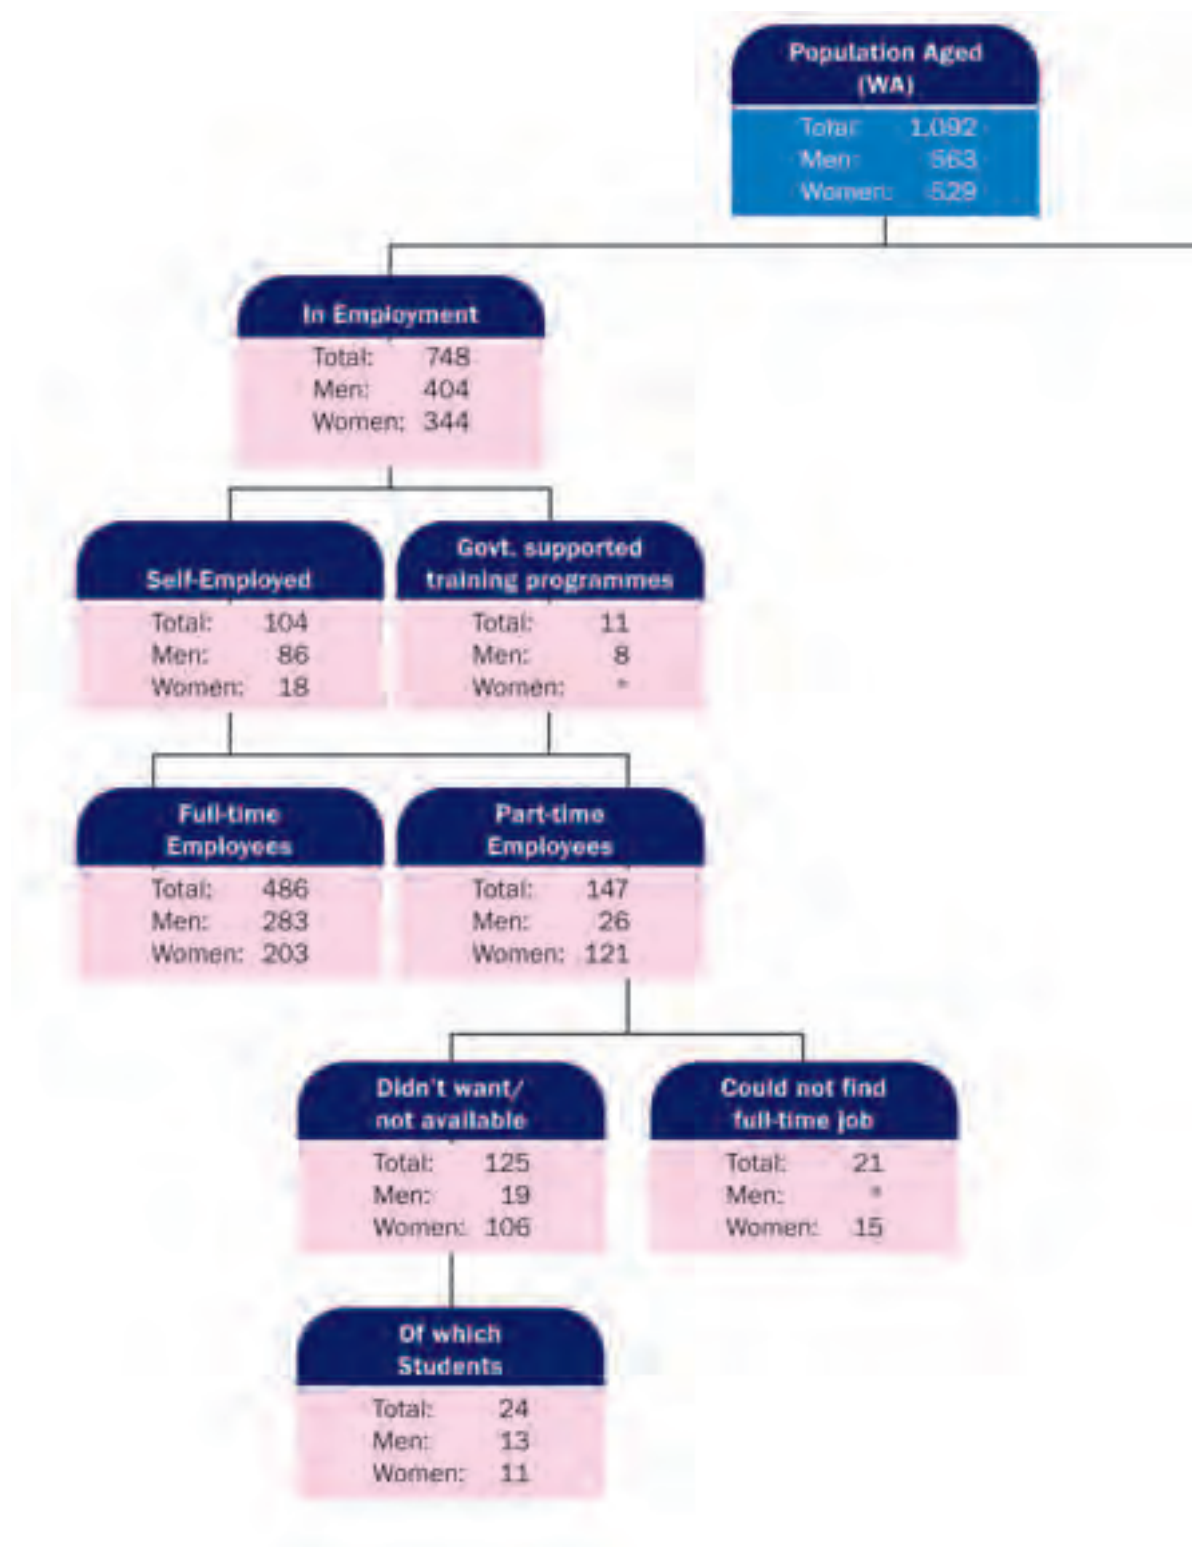 Population Aged
(WA)
Total: 1,092
Men: 563
Women: 529
In Employment
Total: 748
Men: 404
Women: 344
Self-Employed
Total: 104
Men: 86
Women: 18
Govt. supported
training programmes
Total: 11
Men: 8
Women: *
Full-time
Employees
Total: 486
Men: 283
Women: 203
Part-time
Employees
Total: 147
Men: 26
Women: 121
Didn't want/
not available
Total: 125
Men: 19
Women: 106
Could not find
full-time job
Total: 21
Men: *
Women: 15
Of which
Students
Total: 24
Men: 13
Women: 11